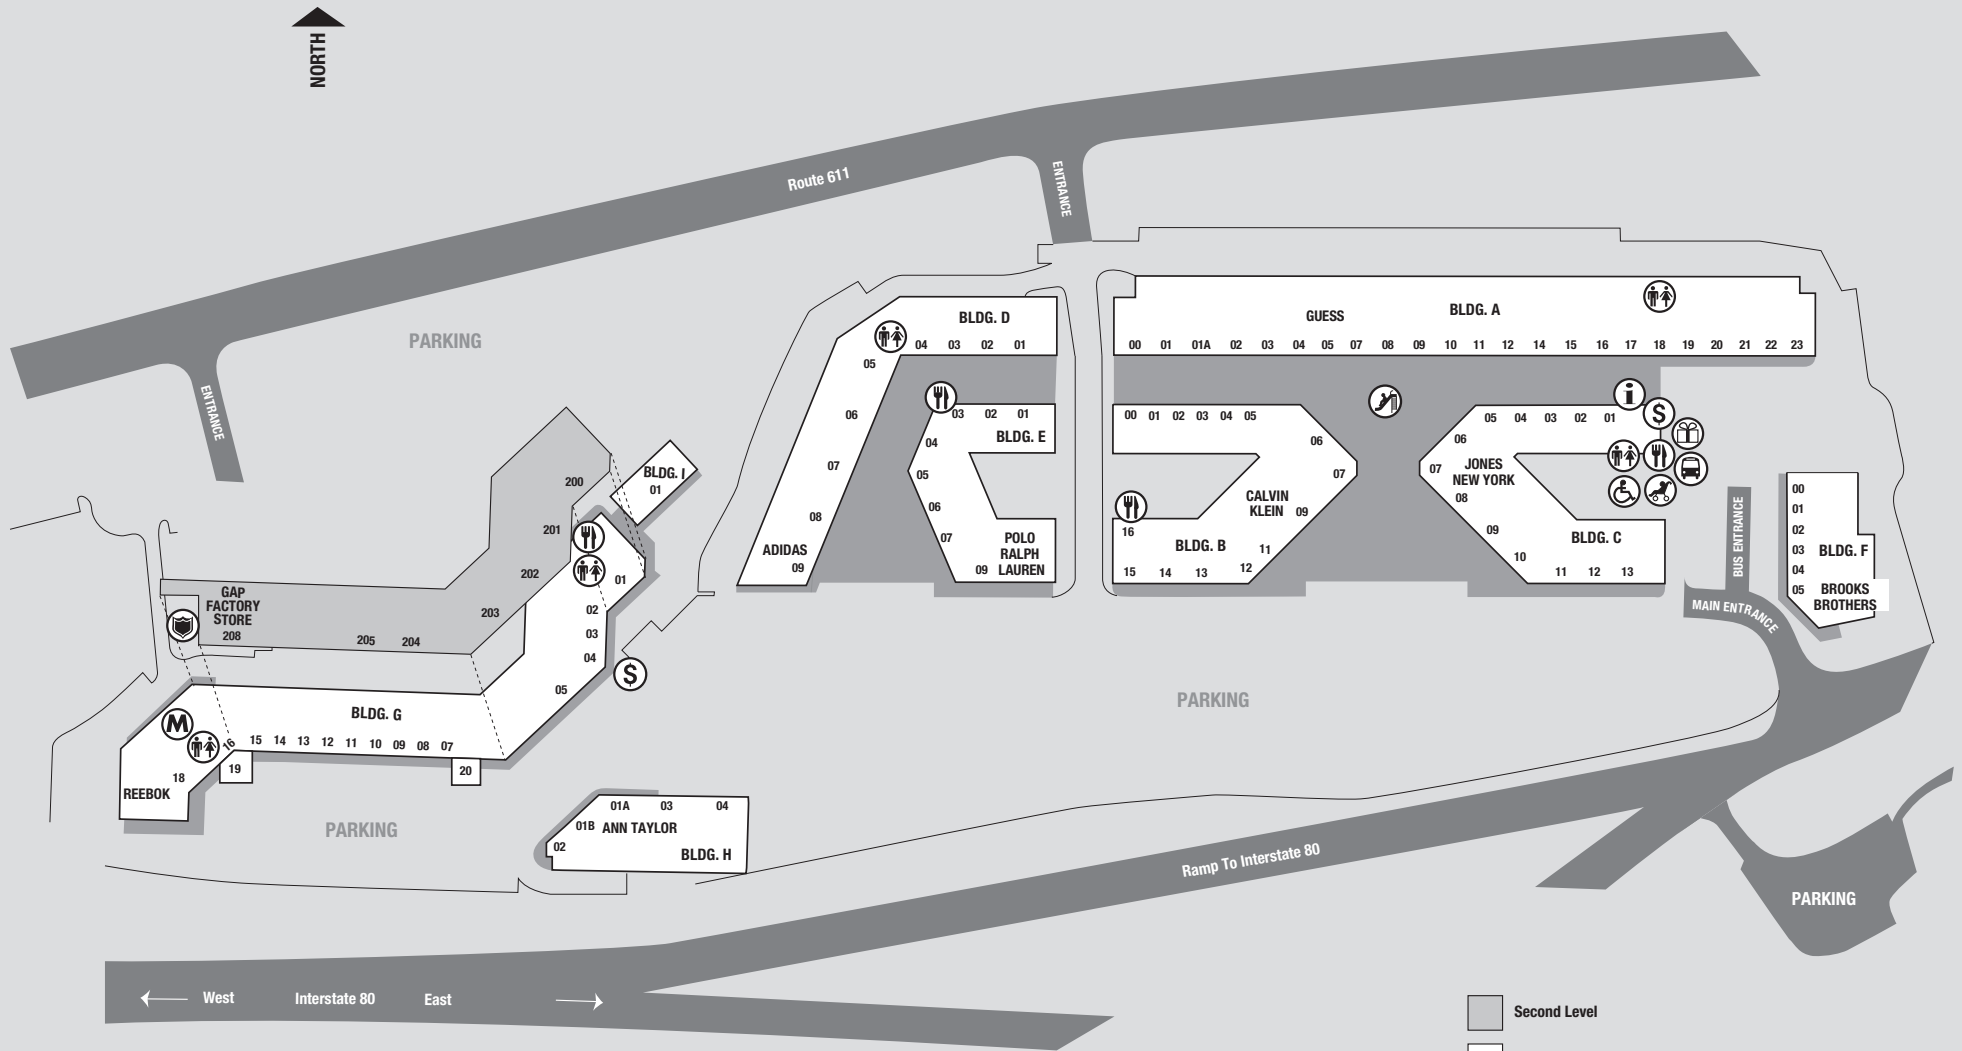 NORTH
Route 611
ENTRANCE
ENTRANCE
PARKING
BLDG. D
04 03 02 01
05
06
07
08
ADIDAS
09
03 02 01
BLDG. E
04
05
06
07
09
POLO
RALPH
LAUREN
GUESS
BLDG. A
00 01 01A 02 03 04 05 07 08 09 10 11 12 14 15 16 17 18 19 20 21 22 23
00 01 02 03 04 05
06
07
CALVIN
KLEIN
09
16
BLDG. B
11
15 14 13 12
05 04 03 02 01
06
07
JONES
NEW YORK
08
09
BLDG. C
10
11 12 13
i
$
BUS ENTRANCE
MAIN ENTRANCE
00
01
02
03
BLDG. F
04
05
BROOKS
BROTHERS
BLDG. I
01
200
201
202
203
GAP
FACTORY
STORE
208
205 204
01
02
03
04
05
$
BLDG. G
M
16 15 14 13 12 11 10 09 08 07
19
20
18
REEBOK
PARKING
PARKING
01A 03 04
01B ANN TAYLOR
02
BLDG. H
Ramp To Interstate 80
PARKING
West Interstate 80 East
Second Level